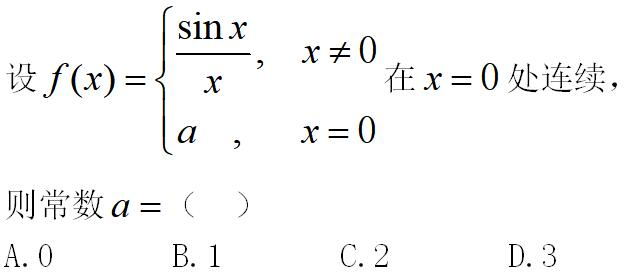 设 f(x) = { sin x / x , x ≠ 0 在 x = 0 处连续，
a , x = 0
则常数 a = （ ）
A. 0 B. 1 C. 2 D. 3